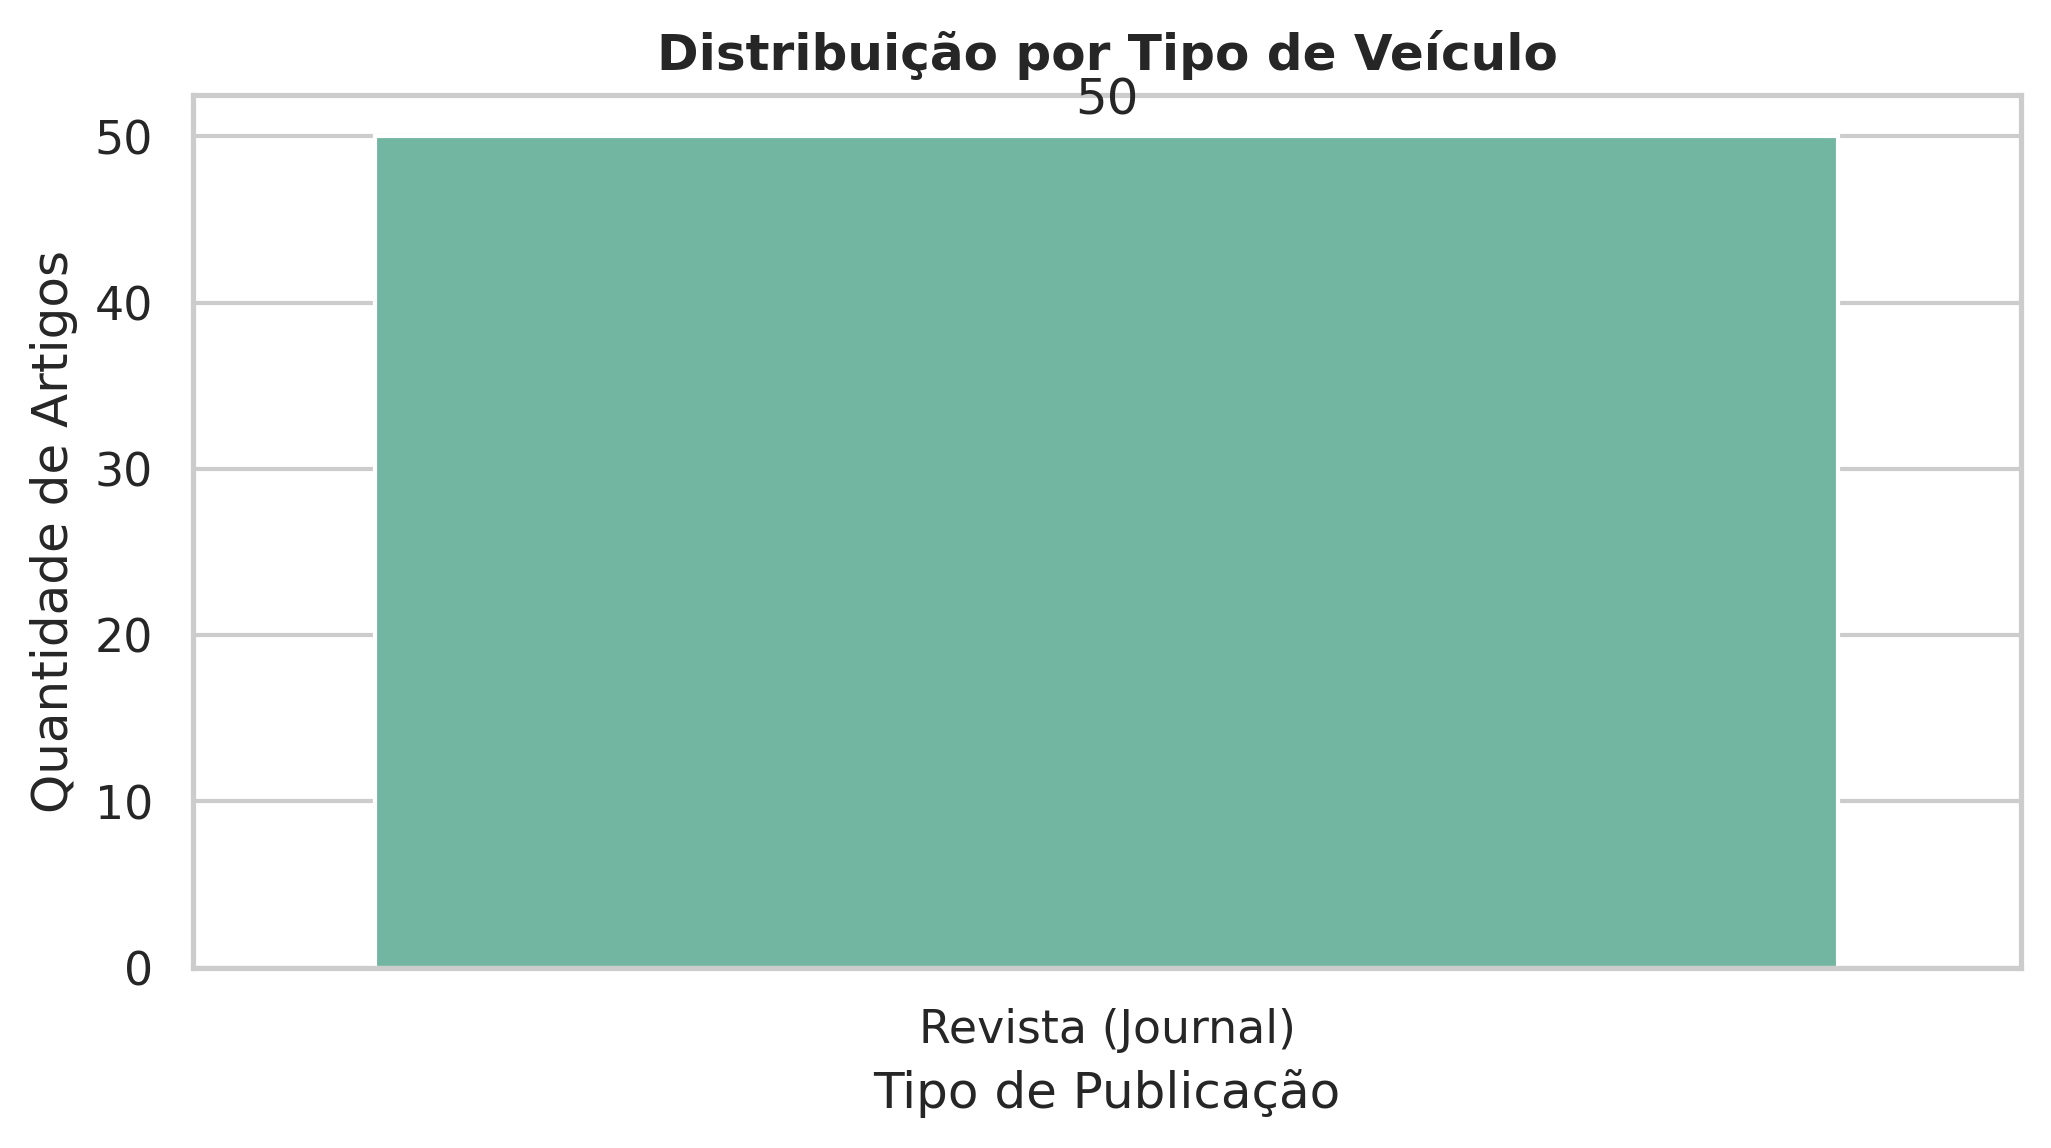 Distribuição por Tipo de Veículo
50
50
40
30
20
10
0
Quantidade de Artigos
Revista (Journal)
Tipo de Publicação